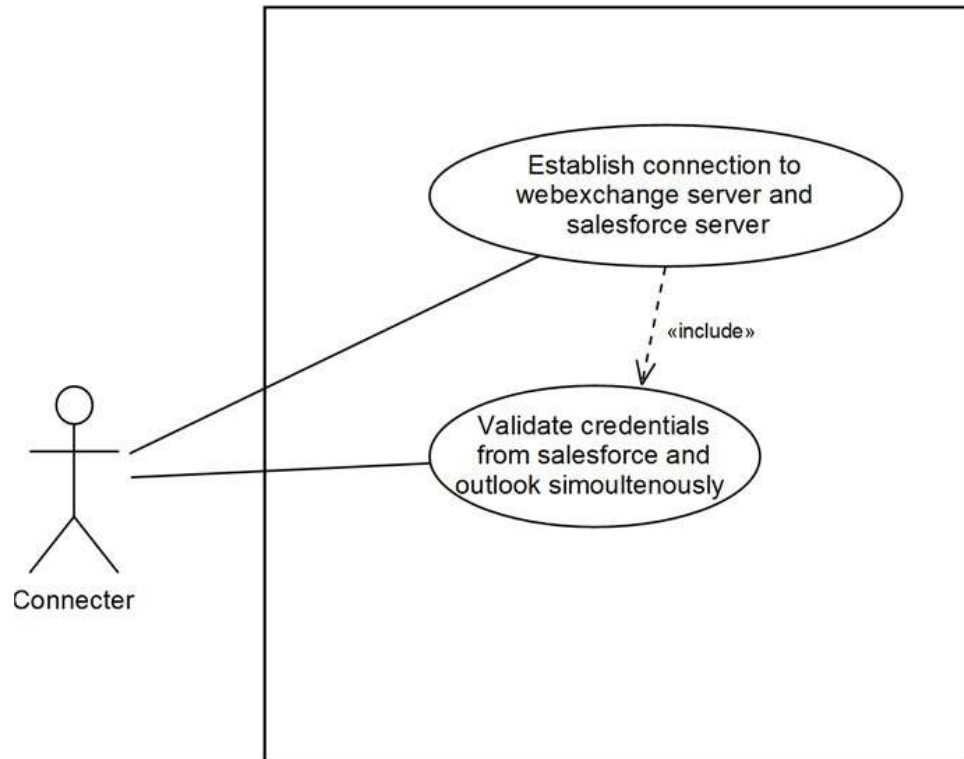 Establish connection to
webexchange server and
salesforce server
«include»
Validate credentials
from salesforce and
outlook simoultenously
Connecter